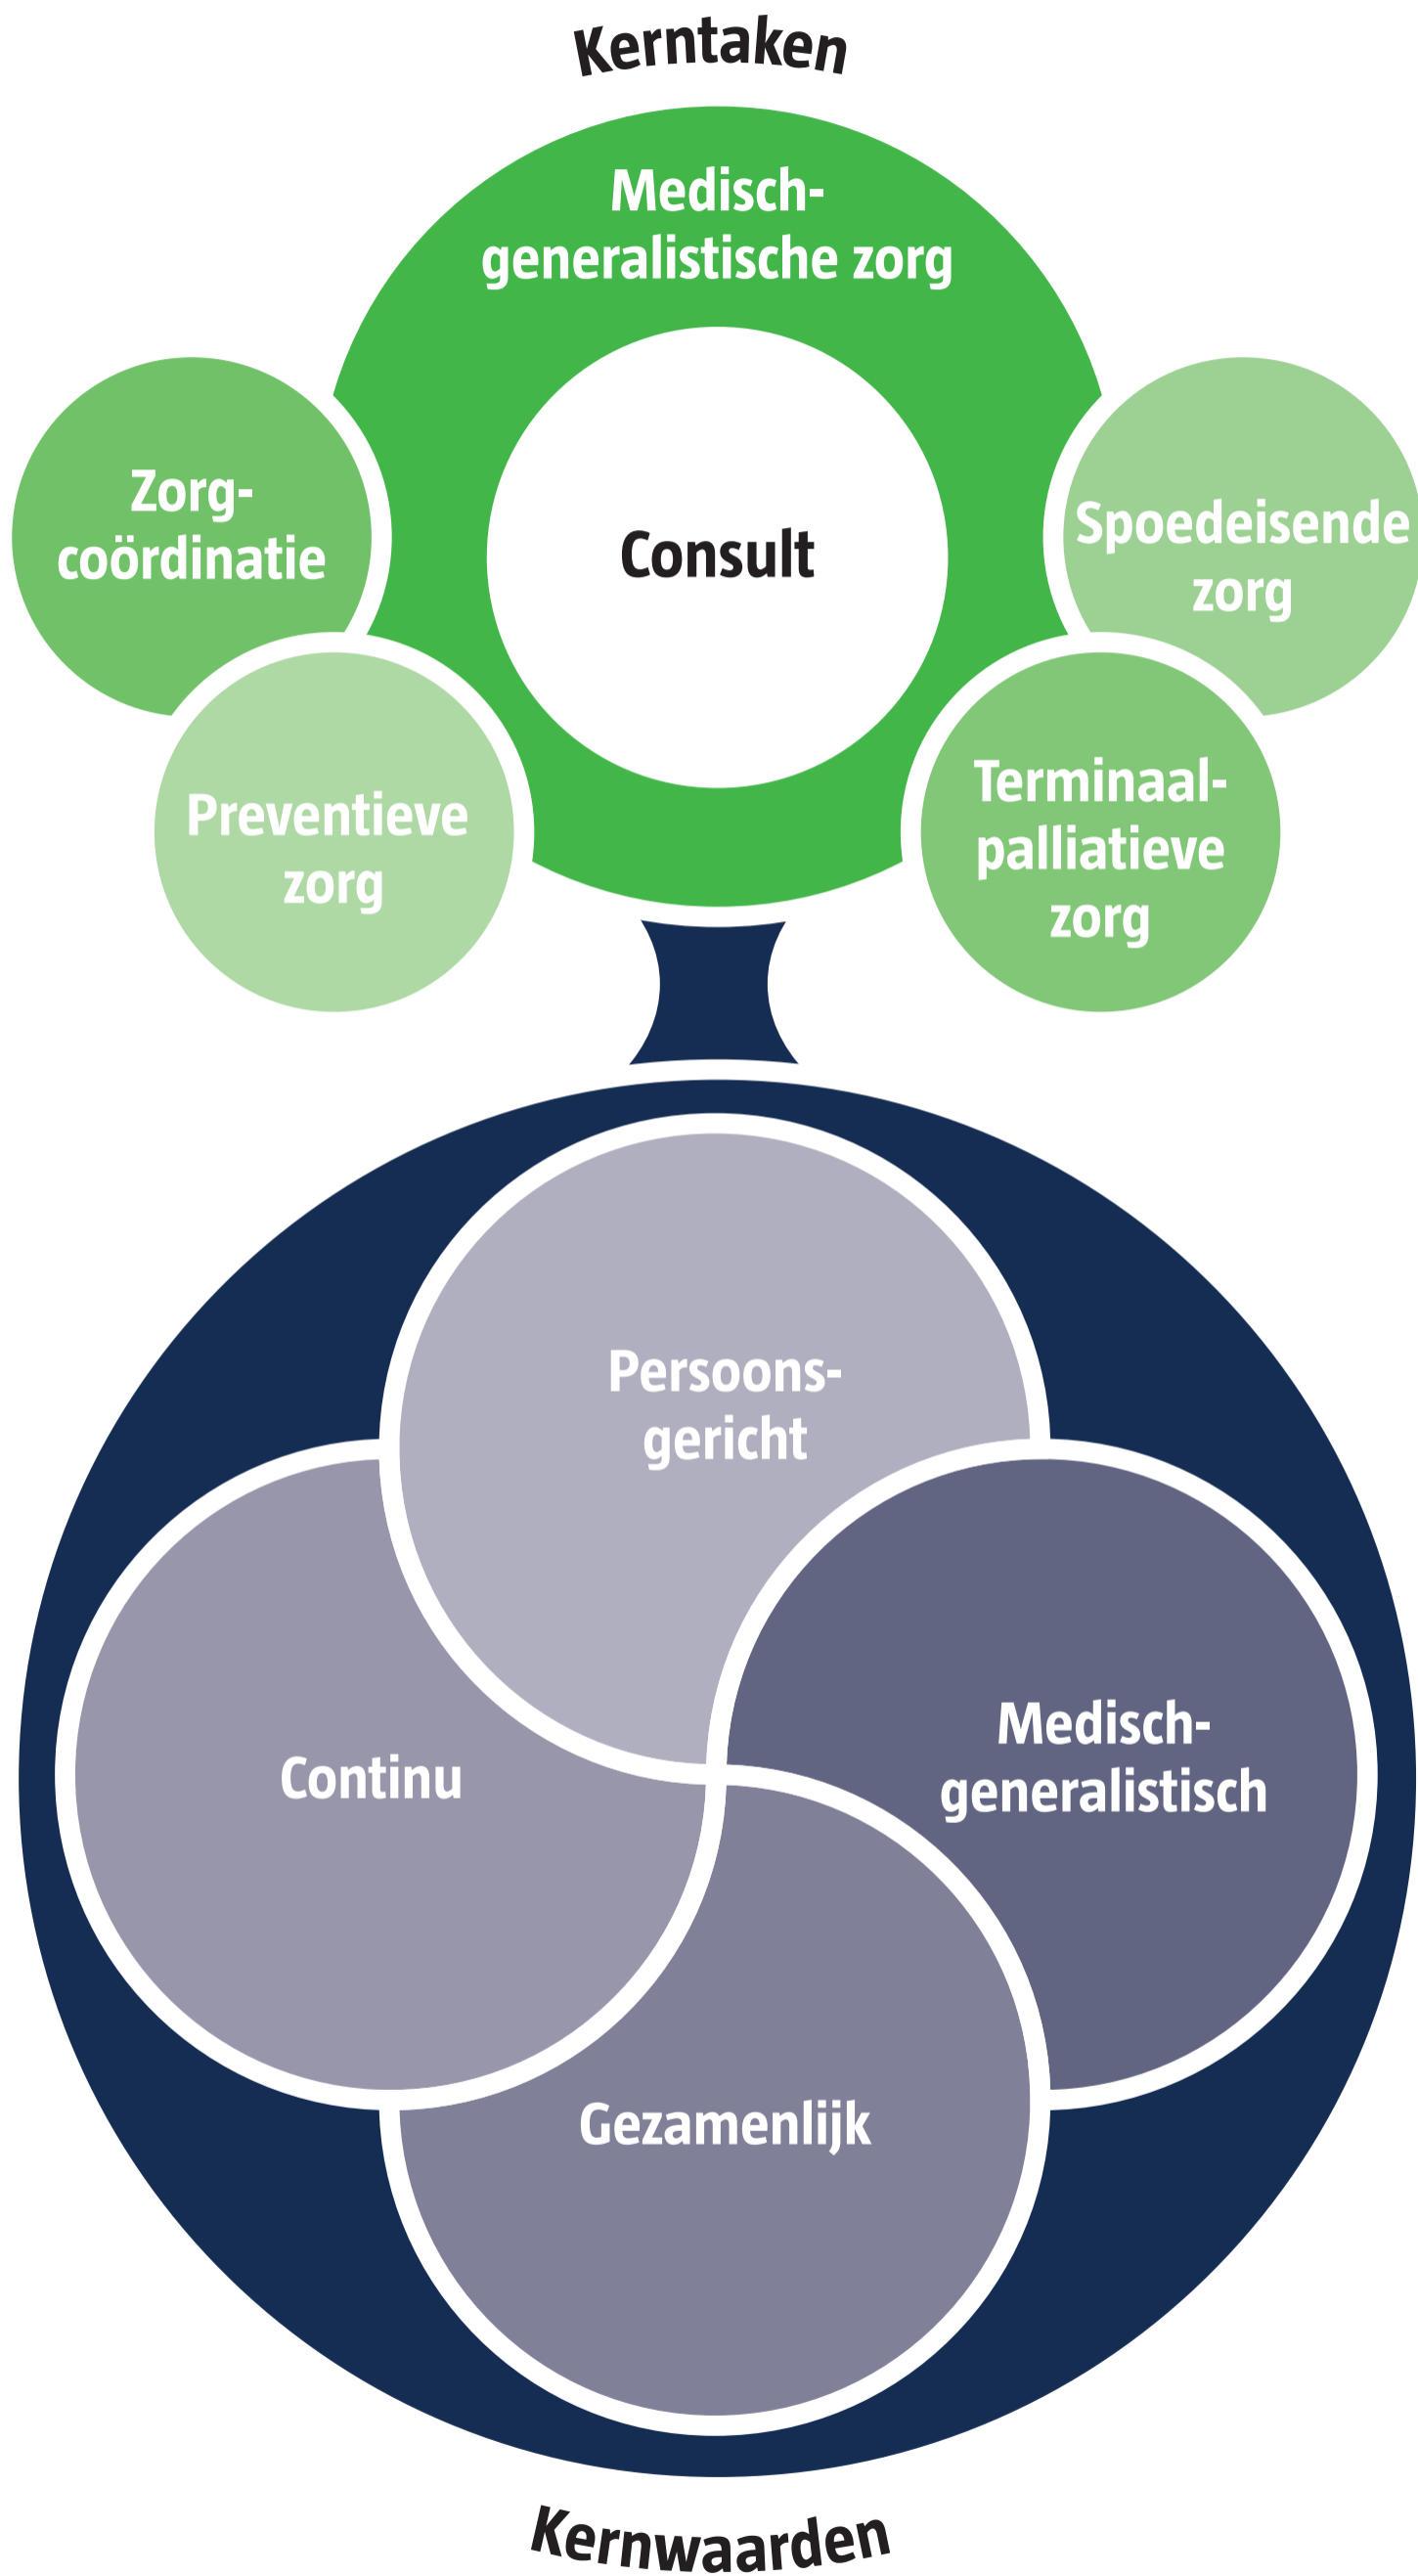 Kerntaken
Medisch-
generalistische zorg
Zorg-
coördinatie
Consult
Spoedeisende
zorg
Preventieve
zorg
Terminaal-
palliatieve
zorg
Persoons-
gericht
Continu
Medisch-
generalistisch
Gezamenlijk
Kernwaarden